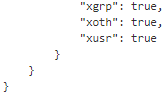 "xgrp": true,
"xoth": true,
"xusr": true
}
}
}